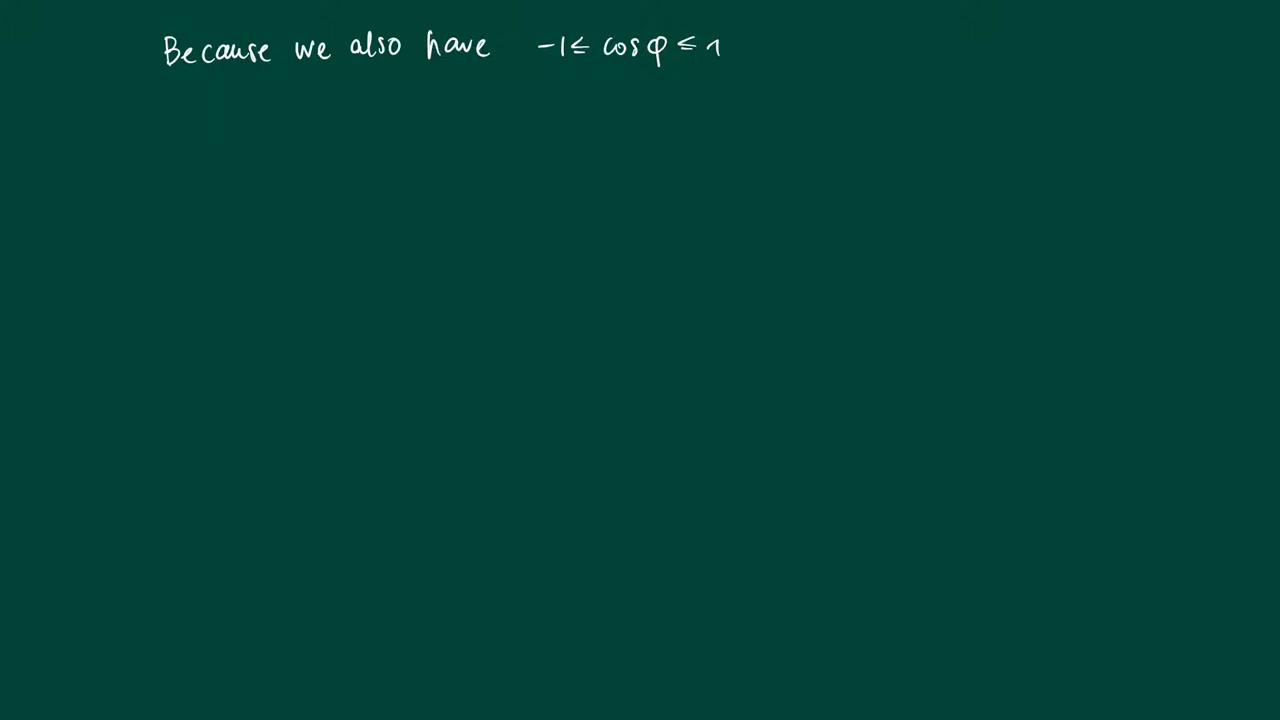 Because we also have -1 ≤ cos φ ≤ 1